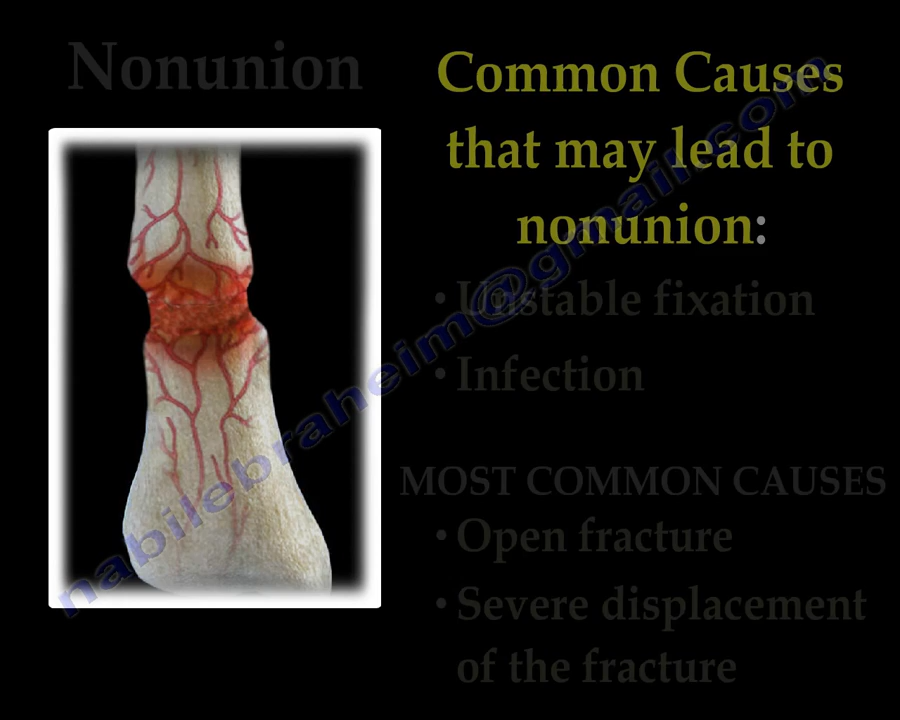 Nonunion
Common Causes
that may lead to
nonunion:
• Unstable fixation
• Infection
MOST COMMON CAUSES
• Open fracture
• Severe displacement
of the fracture
nabilebraheim@gmail.com